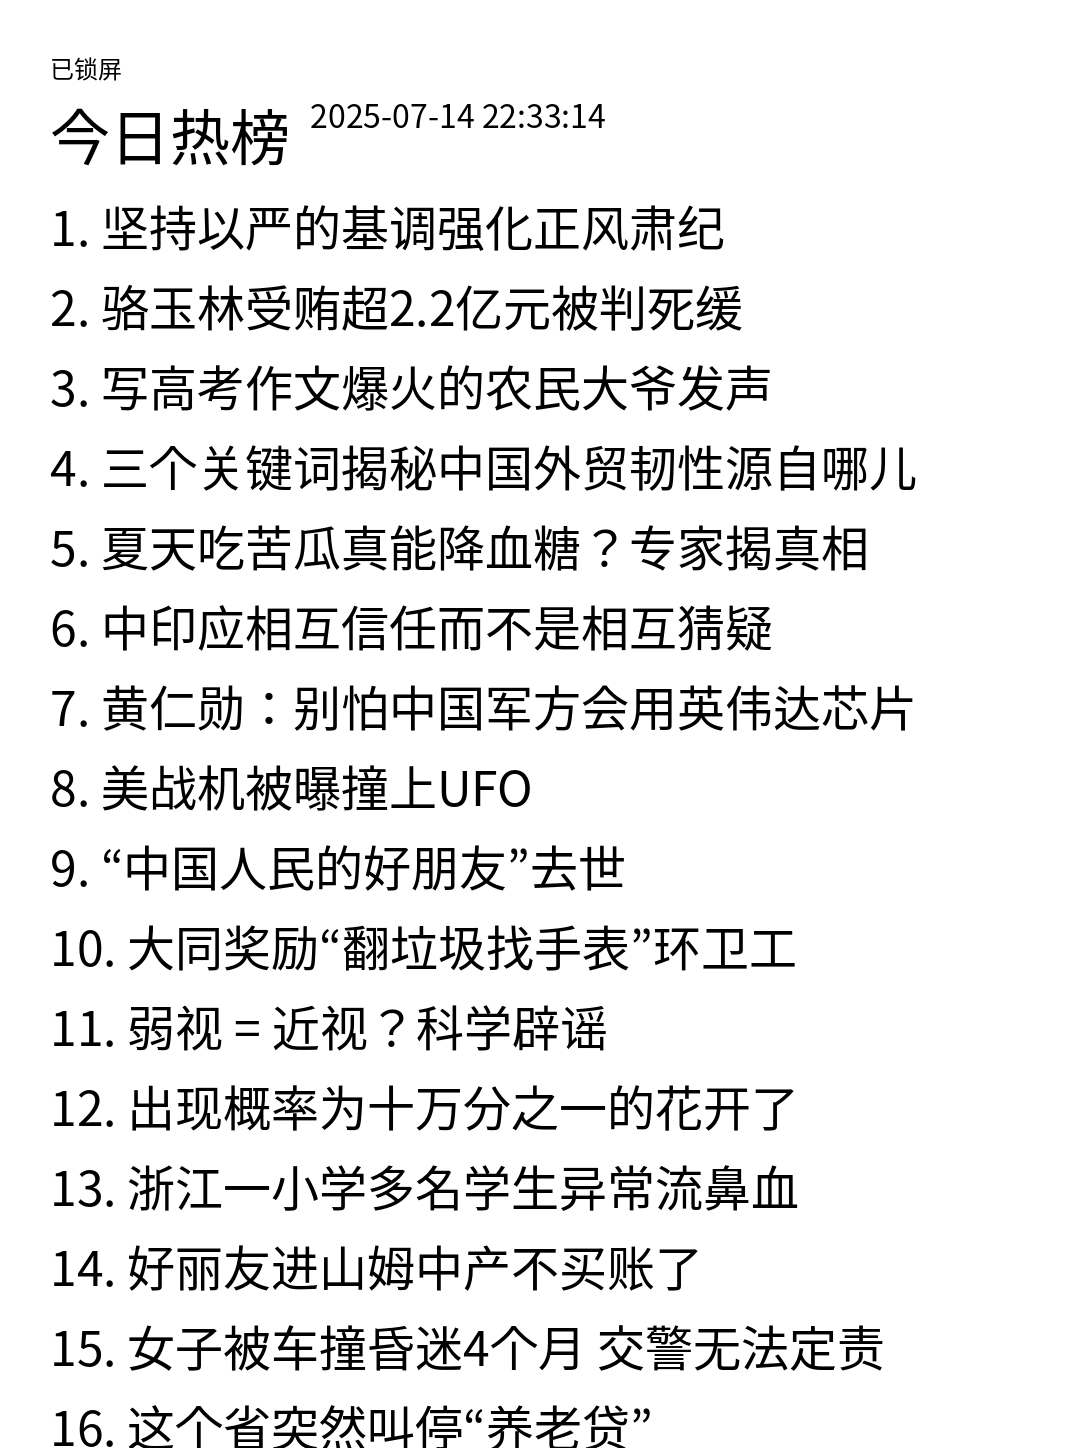 已锁屏
今日热榜 2025-07-14 22:33:14
1. 坚持以严的基调强化正风肃纪
2. 骆玉林受贿超2.2亿元被判死缓
3. 写高考作文爆火的农民大爷发声
4. 三个关键词揭秘中国外贸韧性源自哪儿
5. 夏天吃苦瓜真能降血糖？专家揭真相
6. 中印应相互信任而不是相互猜疑
7. 黄仁勋：别怕中国军方会用英伟达芯片
8. 美战机被曝撞上UFO
9. “中国人民的好朋友”去世
10. 大同奖励“翻垃圾找手表”环卫工
11. 弱视 = 近视？科学辟谣
12. 出现概率为十万分之一的花开了
13. 浙江一小学多名学生异常流鼻血
14. 好丽友进山姆中产不买账了
15. 女子被车撞昏迷4个月 交警无法定责
16. 这个省突然叫停“养老贷”